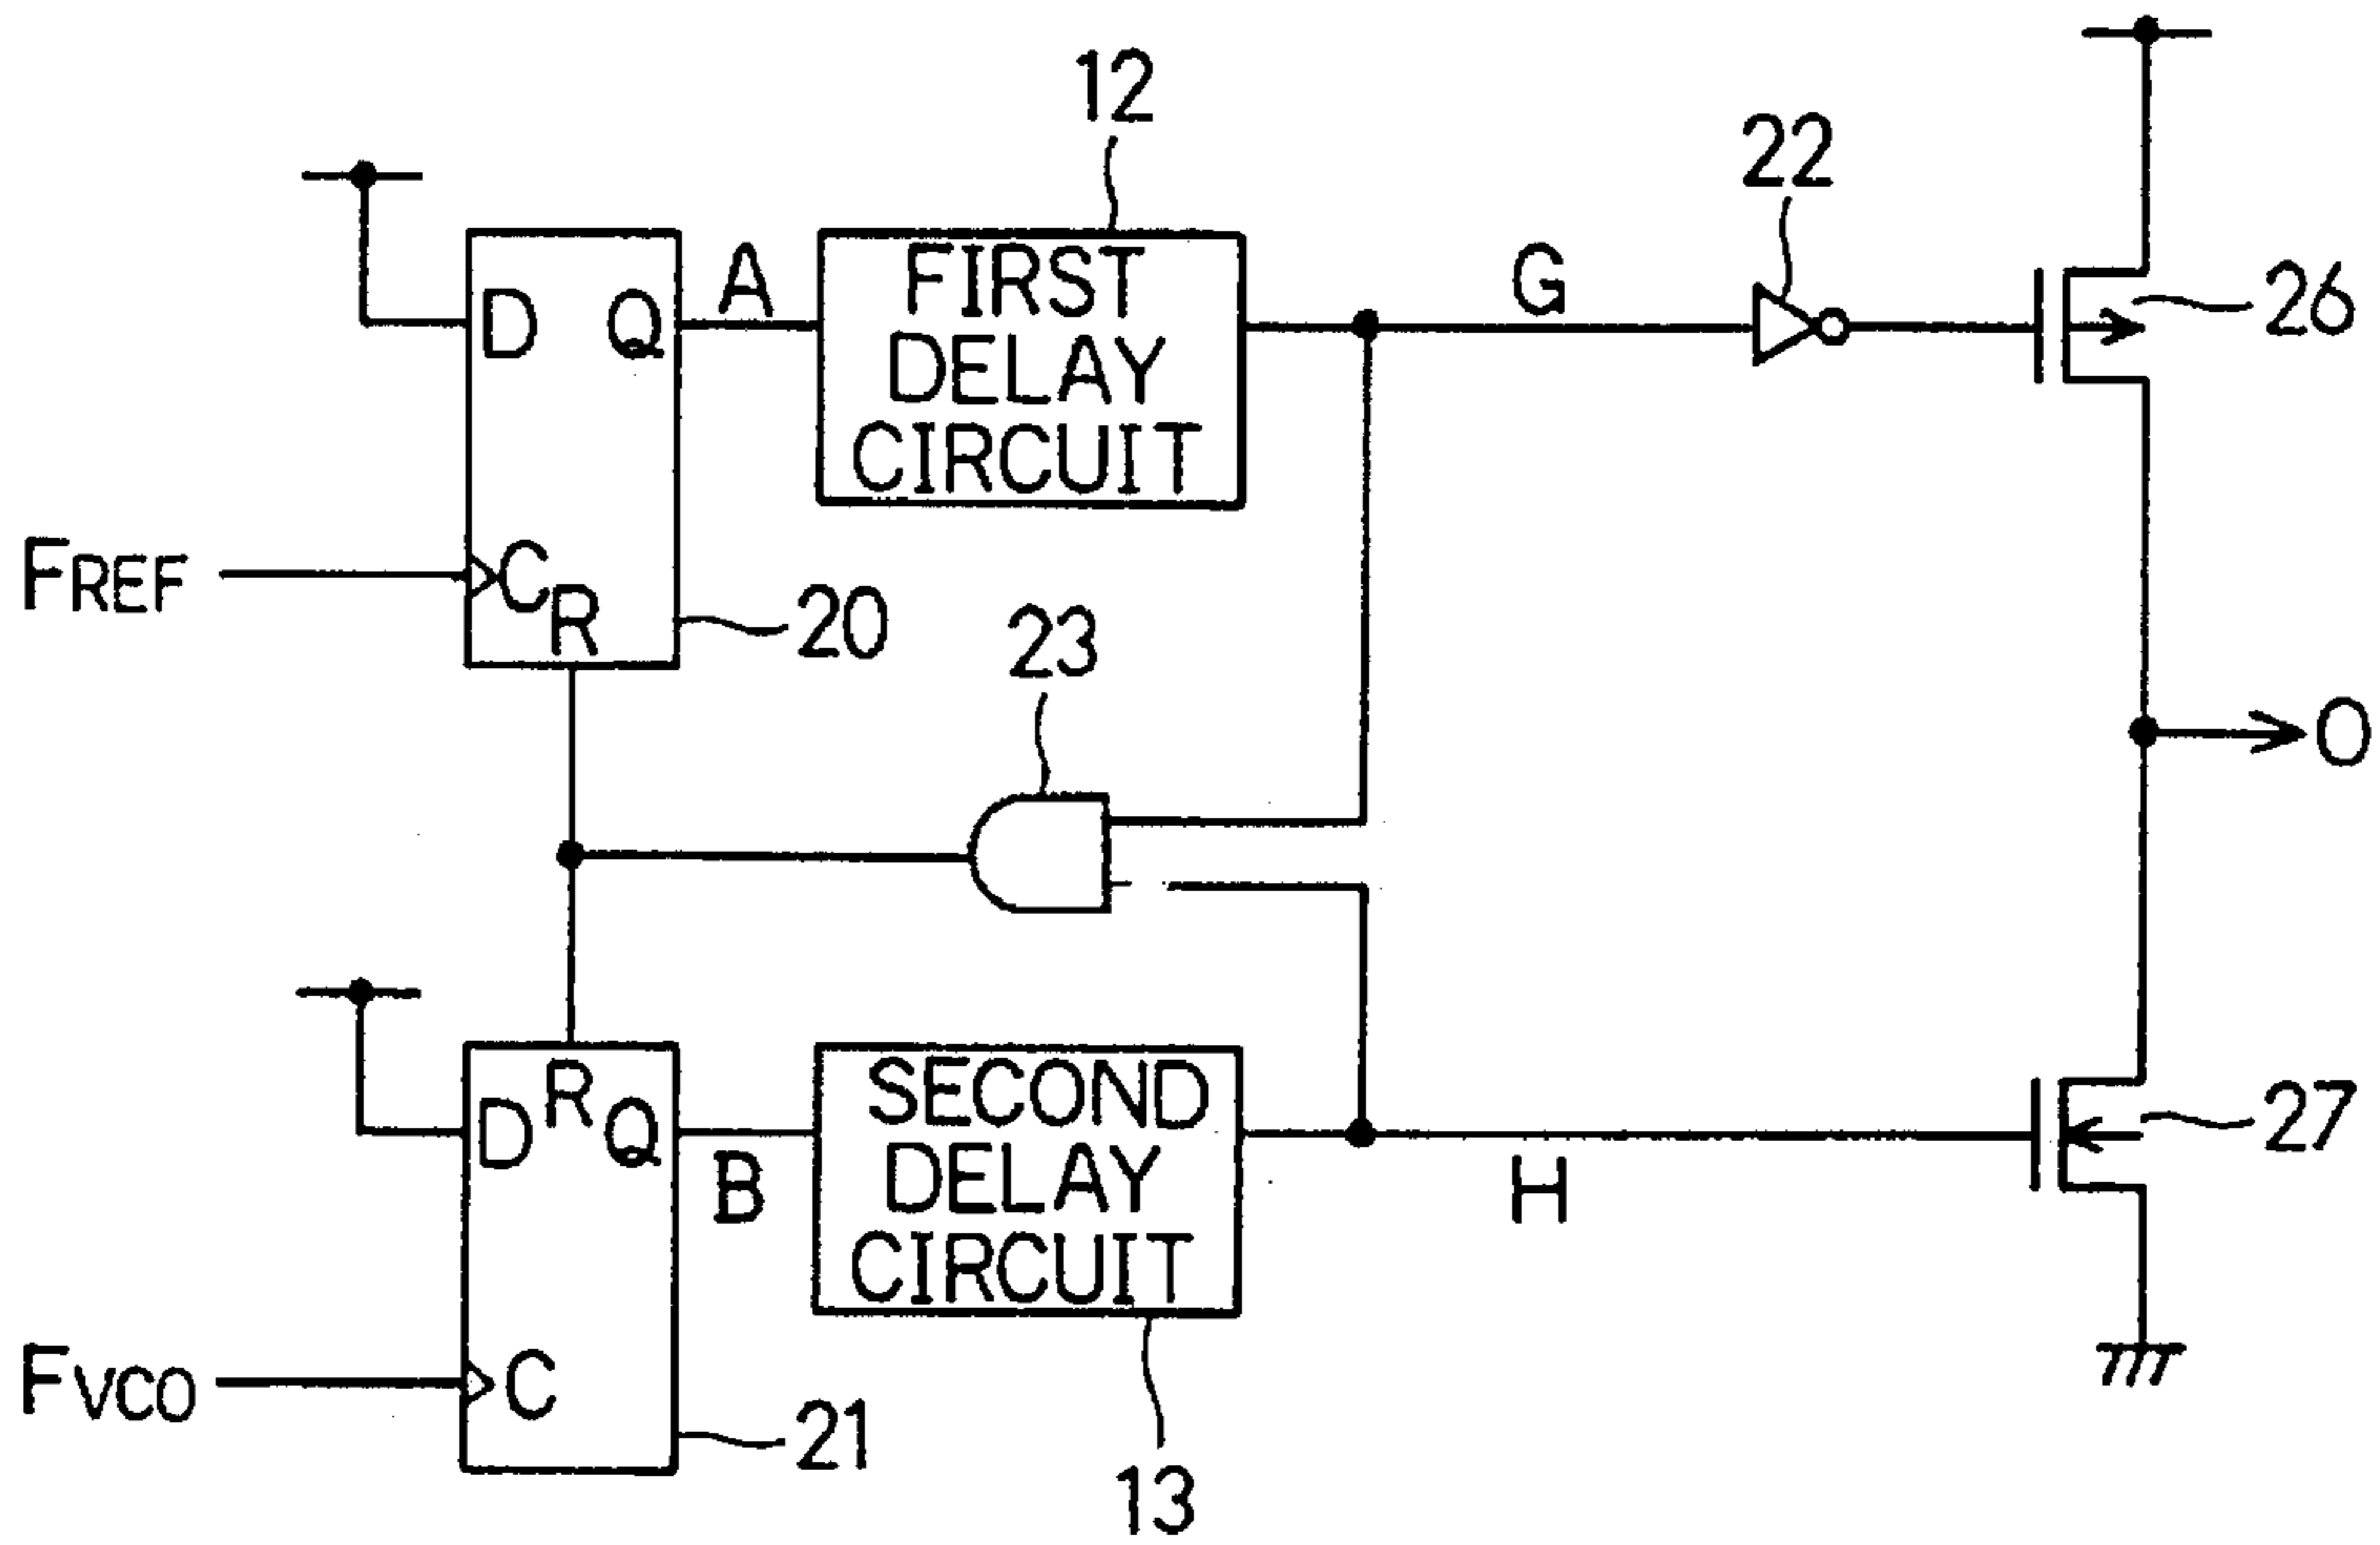 12
22
FIRST
DELAY
CIRCUIT
A
G
D
Q
26
FREF
C
R
20
23
O
SECOND
DELAY
CIRCUIT
R
D
Q
B
H
27
FVCO
C
21
13